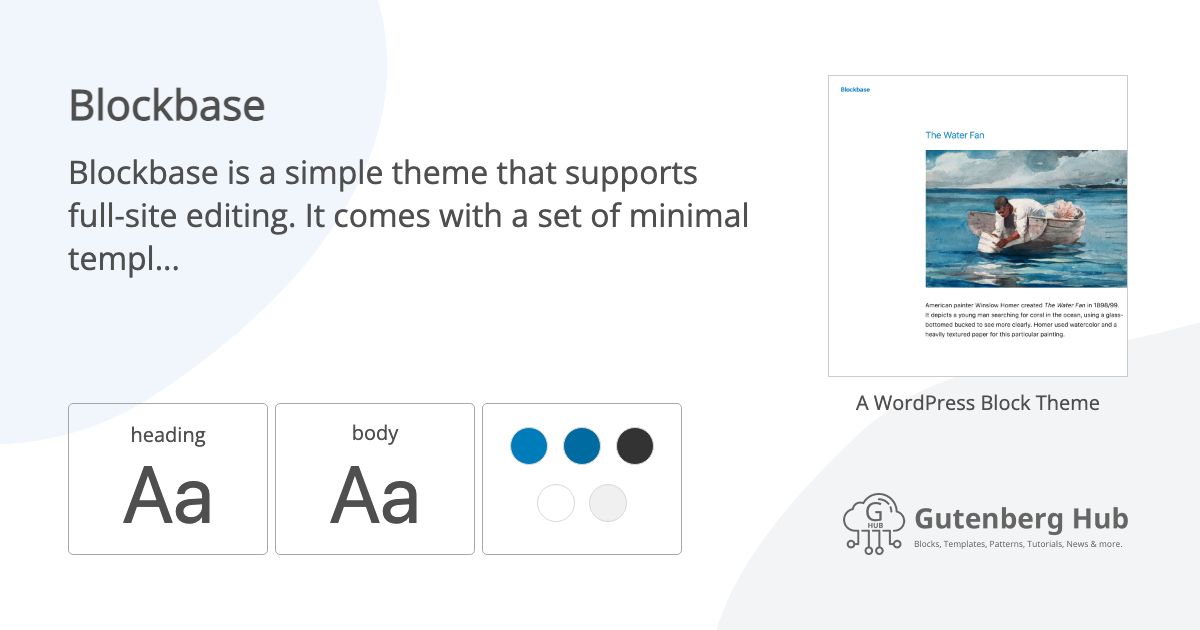 Blockbase
Blockbase is a simple theme that supports
full-site editing. It comes with a set of minimal
templ...
heading
Aa
body
Aa
Blockbase
The Water Fan
American painter Winslow Homer created The Water Fan in 1898/99.
It depicts a young man searching for coral in the ocean, using a glass-
bottomed bucked to see more clearly. Homer used watercolor and a
heavily textured paper for this particular painting.
A WordPress Block Theme
G
HUB
Gutenberg Hub
Blocks, Templates, Patterns, Tutorials, News & more.